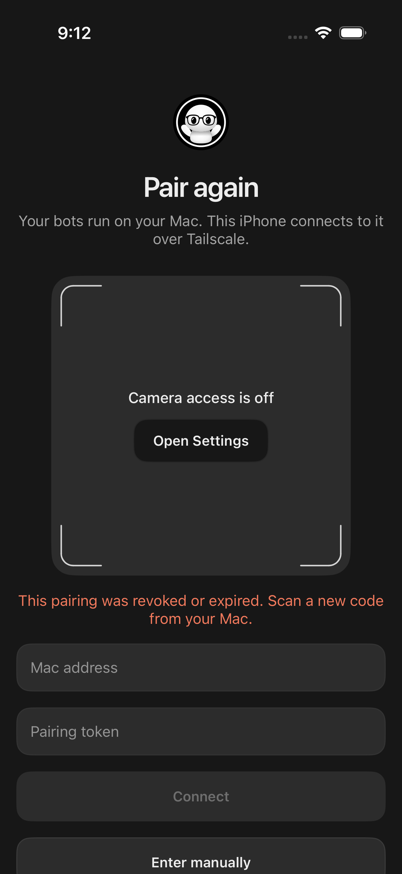 9:12
Pair again
Your bots run on your Mac. This iPhone connects to it
over Tailscale.
Camera access is off
Open Settings
This pairing was revoked or expired. Scan a new code
from your Mac.
Mac address
Pairing token
Connect
Enter manually